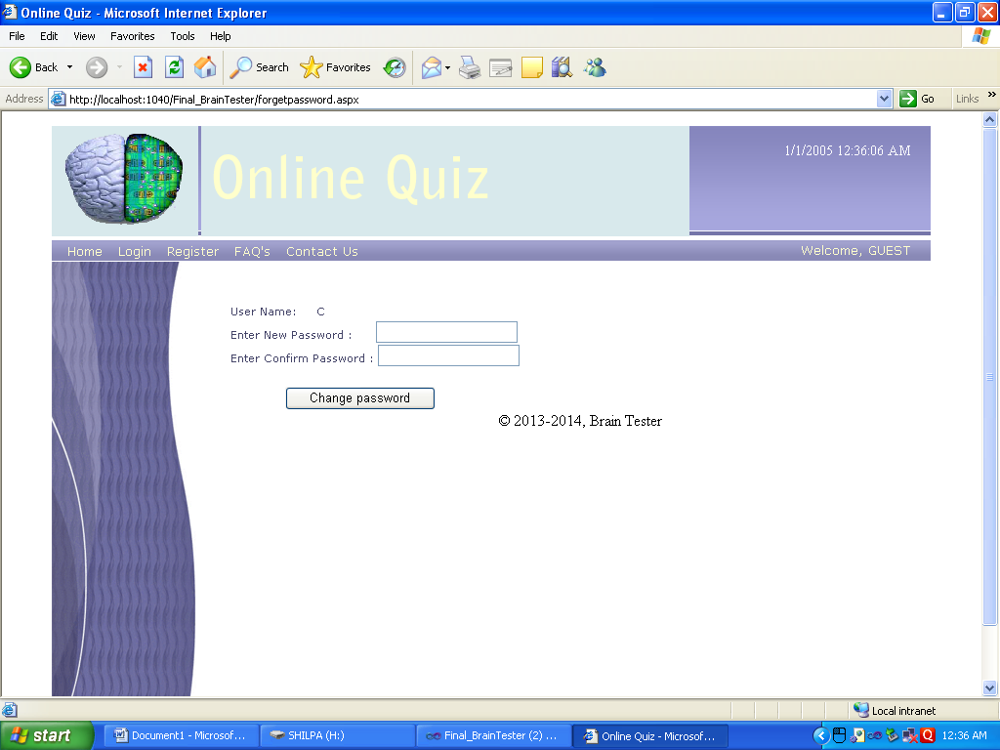 Online Quiz - Microsoft Internet Explorer
File Edit View Favorites Tools Help
Back Search Favorites
Address http://localhost:1040/Final_BrainTester/forgetpassword.aspx Go Links »
Online Quiz
1/1/2005 12:36:06 AM
Home Login Register FAQ's Contact Us Welcome, GUEST
User Name: C
Enter New Password :
Enter Confirm Password :
Change password
© 2013-2014, Brain Tester
Local intranet
start Document1 - Microsof... SHILPA (H:) Final_BrainTester (2) ... Online Quiz - Microsof... 12:36 AM